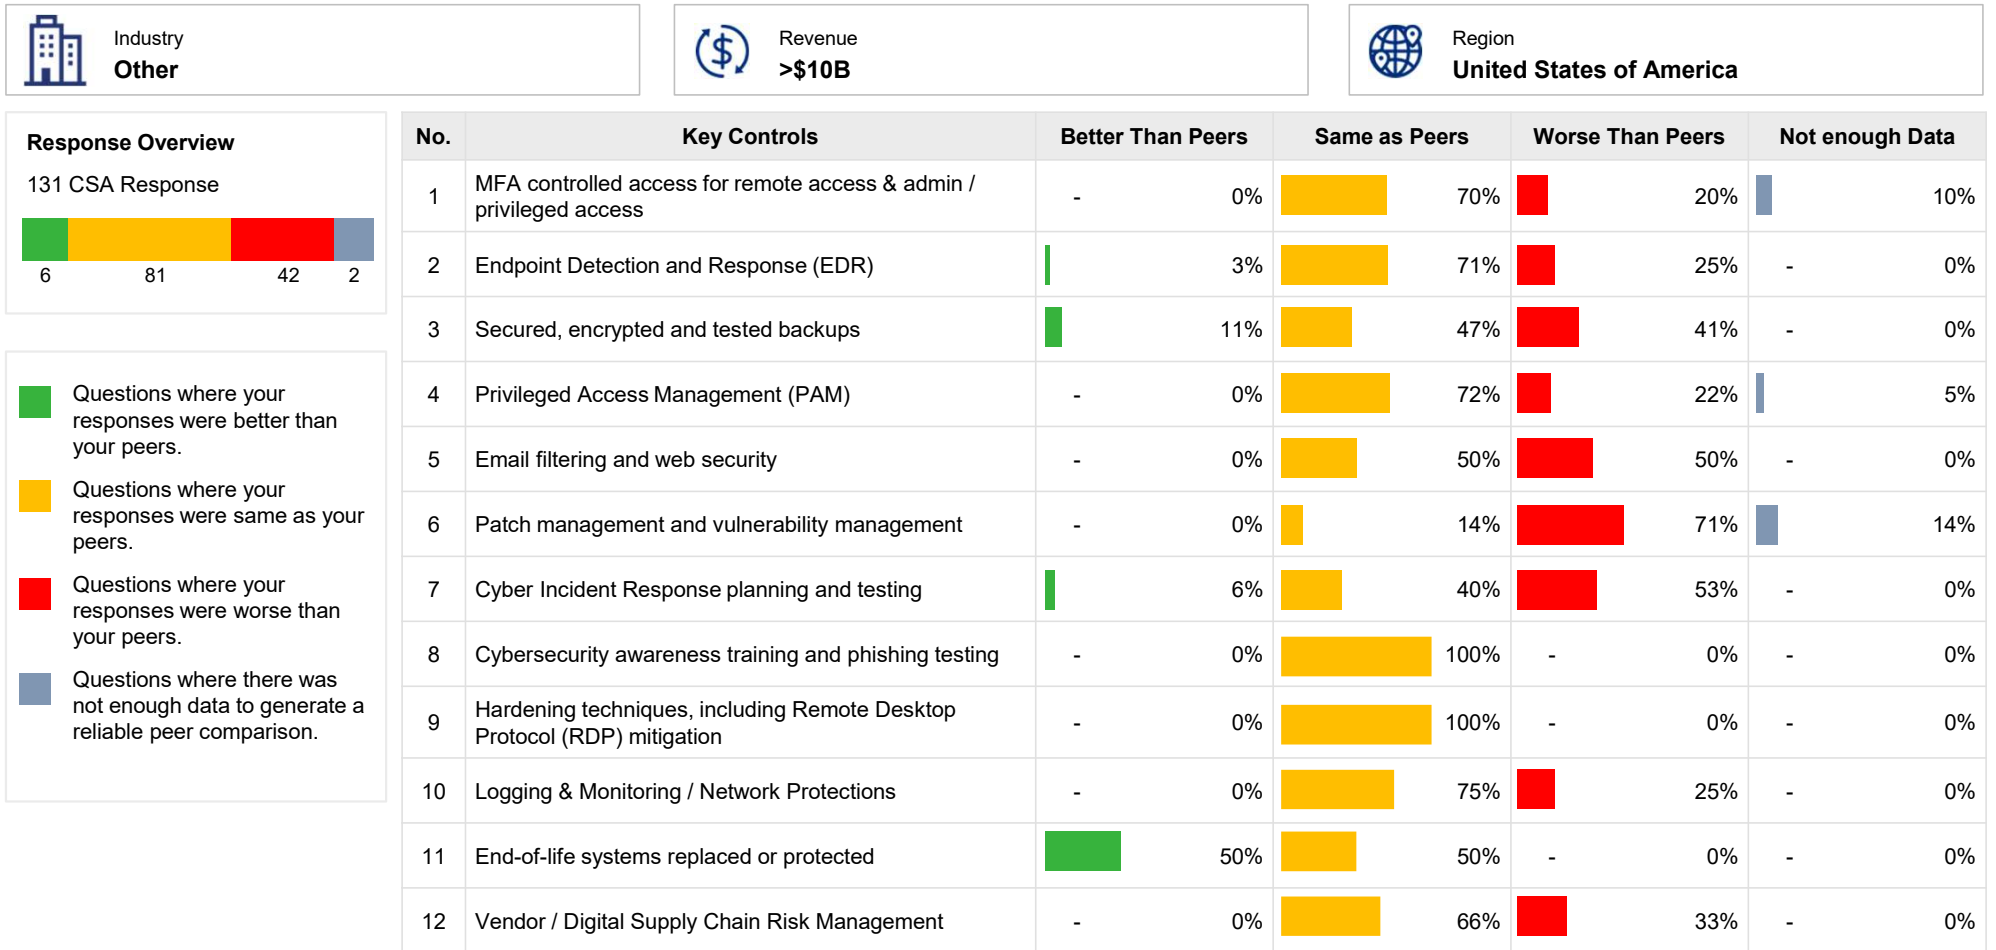 Industry
Other
Revenue
>$10B
Region
United States of America
Response Overview
131 CSA Response
6 81 42 2
Questions where your
responses were better than
your peers.
Questions where your
responses were same as your
peers.
Questions where your
responses were worse than
your peers.
Questions where there was
not enough data to generate a
reliable peer comparison.
No. Key Controls Better Than Peers Same as Peers Worse Than Peers Not enough Data
1 MFA controlled access for remote access & admin /
privileged access - 0% 70% 20% 10%
2 Endpoint Detection and Response (EDR) 3% 71% 25% - 0%
3 Secured, encrypted and tested backups 11% 47% 41% - 0%
4 Privileged Access Management (PAM) - 0% 72% 22% 5%
5 Email filtering and web security - 0% 50% 50% - 0%
6 Patch management and vulnerability management - 0% 14% 71% 14%
7 Cyber Incident Response planning and testing 6% 40% 53% - 0%
8 Cybersecurity awareness training and phishing testing - 0% 100% - 0% - 0%
9 Hardening techniques, including Remote Desktop
Protocol (RDP) mitigation - 0% 100% - 0% - 0%
10 Logging & Monitoring / Network Protections - 0% 75% 25% - 0%
11 End-of-life systems replaced or protected 50% 50% - 0% - 0%
12 Vendor / Digital Supply Chain Risk Management - 0% 66% 33% - 0%